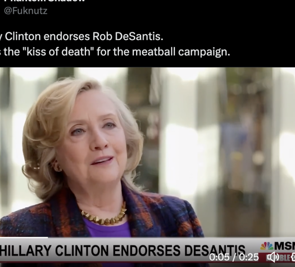 @Fuknutz
Clinton endorses Rob DeSantis.
the "kiss of death" for the meatball campaign.
HILLARY CLINTON ENDORSES DESANTIS
0:05 / 0:25